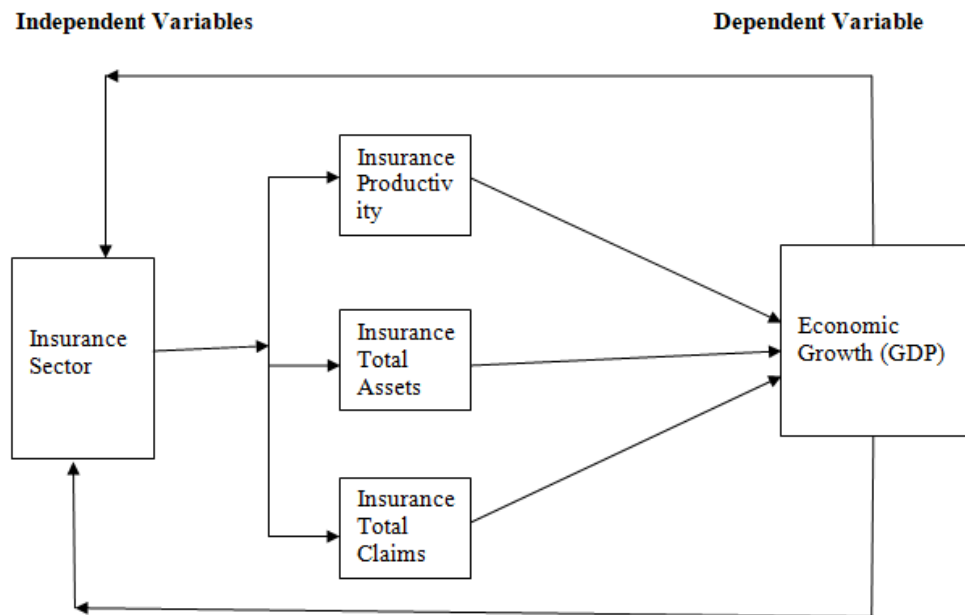 Independent Variables
Dependent Variable
Insurance
Productiv
ity
Insurance
Sector
Insurance
Total
Assets
Economic
Growth (GDP)
Insurance
Total
Claims